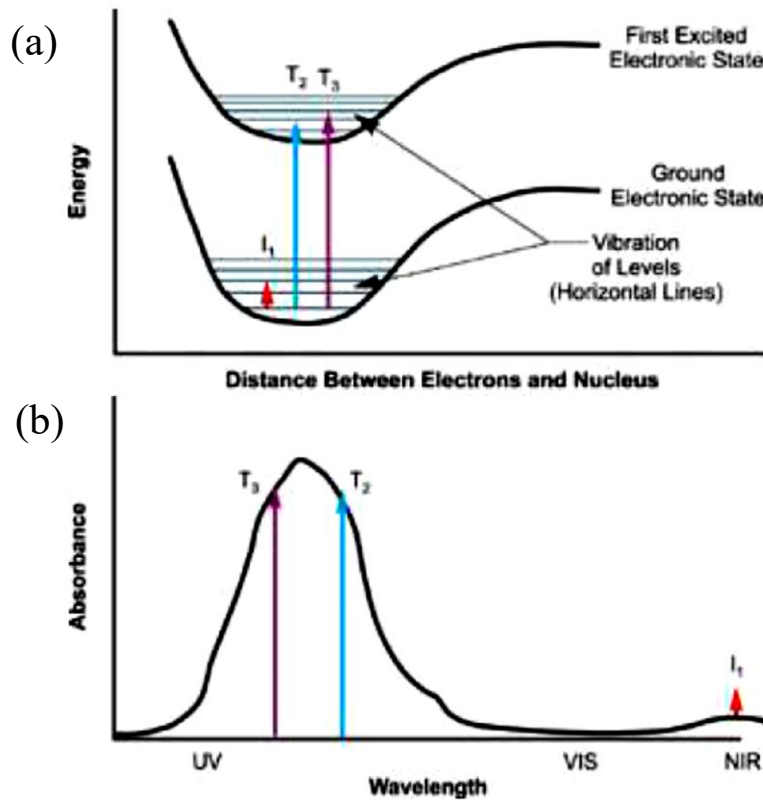 (a)
First Excited
Electronic State
T₂ T₃
Ground
Electronic State
I₁
Vibration
of Levels
(Horizontal Lines)
Energy
Distance Between Electrons and Nucleus
(b)
T₃ T₂
Absorbance
I₁
UV VIS NIR
Wavelength